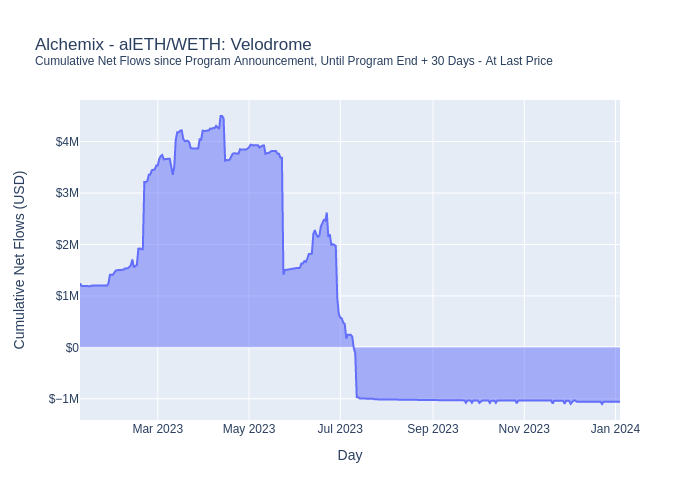 Alchemix - alETH/WETH: Velodrome
Cumulative Net Flows since Program Announcement, Until Program End + 30 Days - At Last Price
Cumulative Net Flows (USD)
$4M
$3M
$2M
$1M
$0
$−1M
Mar 2023 May 2023 Jul 2023 Sep 2023 Nov 2023 Jan 2024
Day